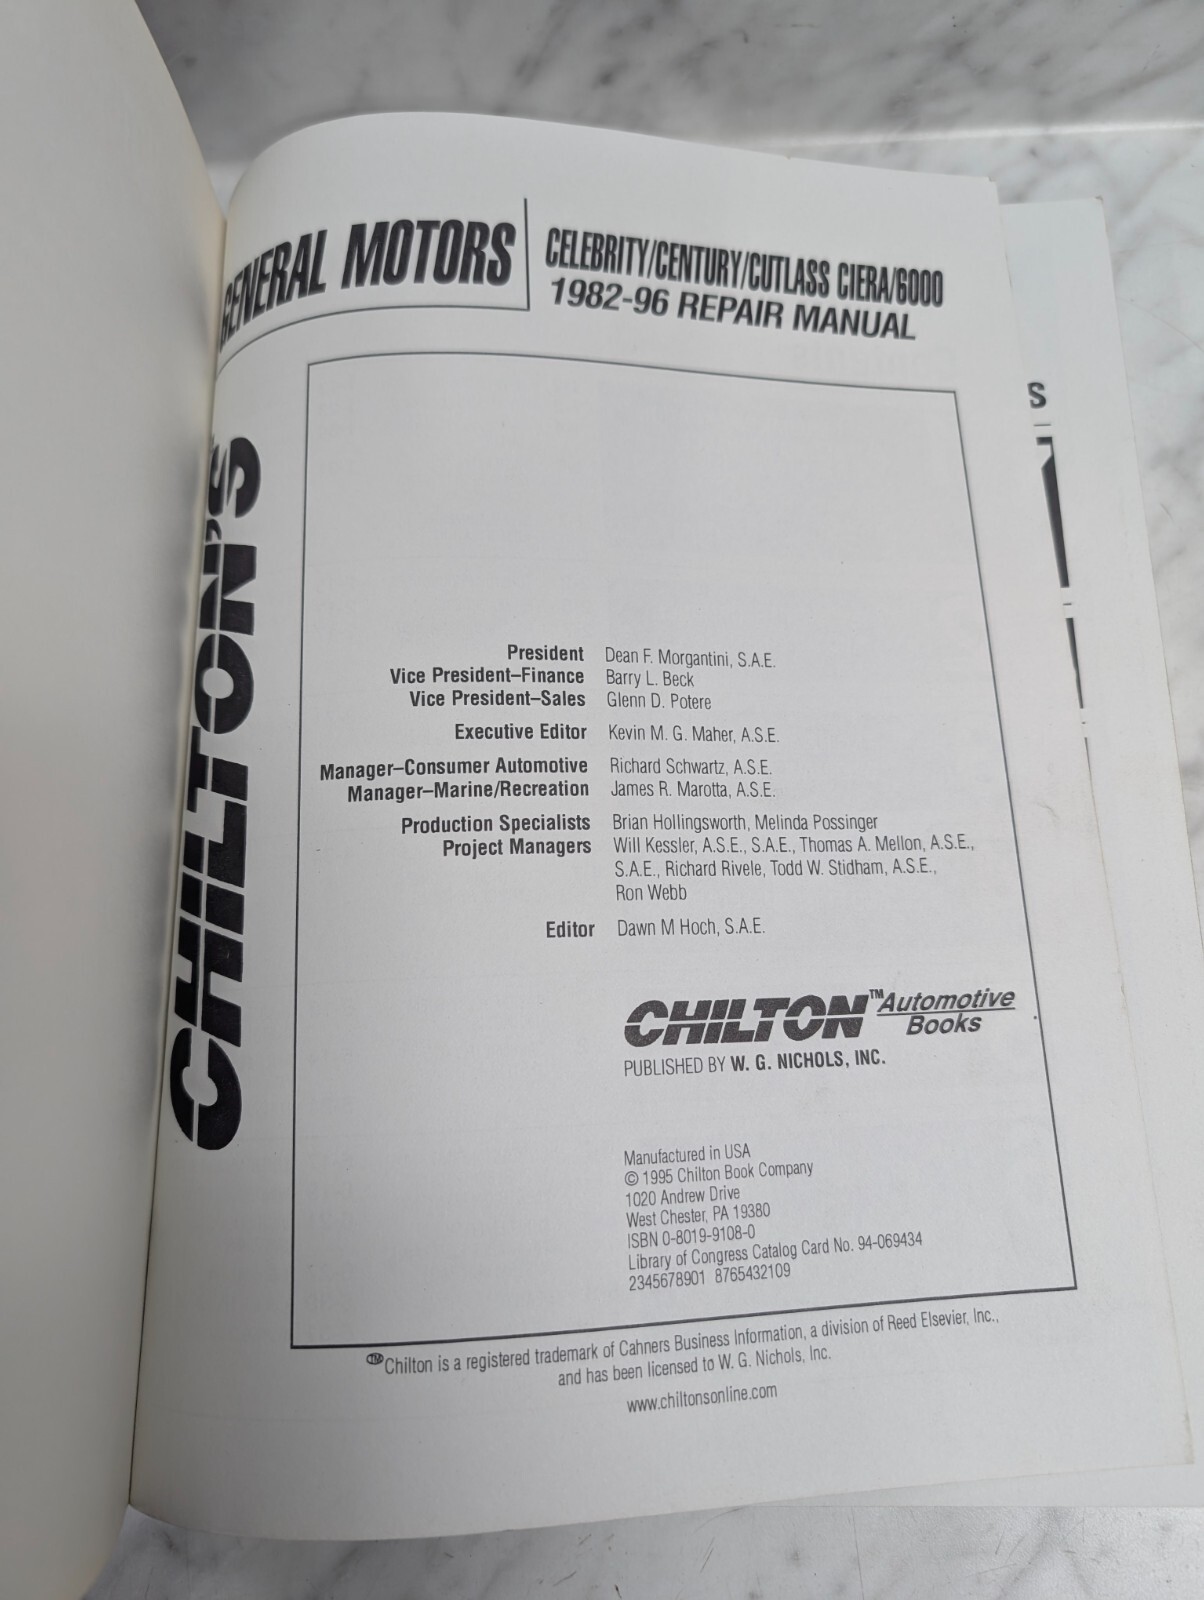 GENERAL MOTORS
CELEBRITY/CENTURY/CUTLASS CIERA/6000
1982-96 REPAIR MANUAL
CHILTON'S
President Dean F. Morgantini, S.A.E.
Vice President–Finance Barry L. Beck
Vice President–Sales Glenn D. Potere
Executive Editor Kevin M. G. Maher, A.S.E.
Manager–Consumer Automotive Richard Schwartz, A.S.E.
Manager–Marine/Recreation James R. Marotta, A.S.E.
Production Specialists Brian Hollingsworth, Melinda Possinger
Project Managers Will Kessler, A.S.E., S.A.E., Thomas A. Mellon, A.S.E.,
S.A.E., Richard Rivele, Todd W. Stidham, A.S.E.,
Ron Webb
Editor Dawn M Hoch, S.A.E.
CHILTON™ Automotive
Books
PUBLISHED BY W. G. NICHOLS, INC.
Manufactured in USA
© 1995 Chilton Book Company
1020 Andrew Drive
West Chester, PA 19380
ISBN 0-8019-9108-0
Library of Congress Catalog Card No. 94-069434
2345678901 8765432109
™Chilton is a registered trademark of Cahners Business Information, a division of Reed Elsevier, Inc.,
and has been licensed to W. G. Nichols, Inc.
www.chiltonsonline.com
S